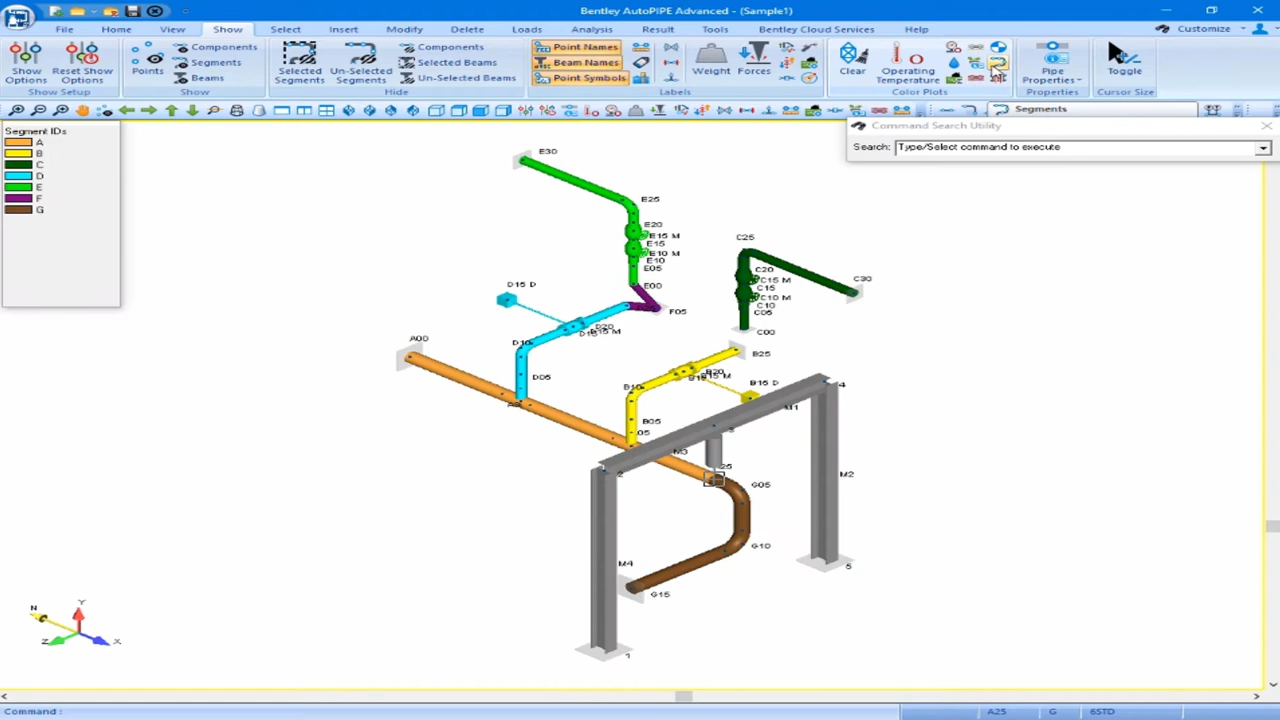 Bentley AutoPIPE Advanced - (Sample1)
File Home View Show Select Insert Modify Delete Loads Analysis Result Tools Bentley Cloud Services Help Customize
Show Options
Reset Show Options
Show Setup
Points
Components
Segments
Beams
Show
Selected Segments
Un-Selected Segments
Components
Selected Beams
Un-Selected Beams
Hide
Point Names
Beam Names
Point Symbols
Weight
Forces
Labels
Clear
Operating Temperature
Color Plots
Pipe Properties
Properties
Toggle
Cursor Size
Segments
Command Search Utility
Search: Type/Select command to execute
Segment IDs
A
B
C
D
E
F
G
E30
E25
E20
E15 M
E15
E10 M
E10
E05
E00
F05
C25
C20
C15 M
C15
C10 M
C10
C05
C00
C30
D15 D
D20
D15 M
D10
D05
A00
B25
B20
B15 M
B10
B15 D
B05
4
M1
3
M3
2
M2
25
G05
G10
M4
G15
5
1
N
Y
Z
X
Command :
A25 G 6STD